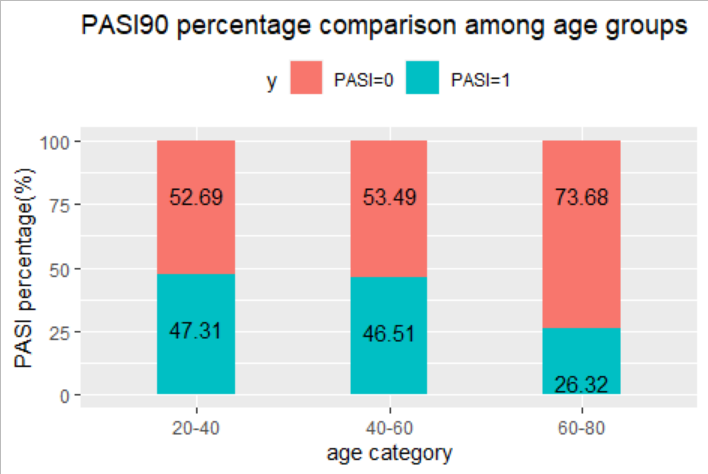 PASI90 percentage comparison among age groups
y PASI=0 PASI=1
PASI percentage(%)
100
75
50
25
0
52.69 53.49 73.68
47.31 46.51 26.32
20-40 40-60 60-80
age category